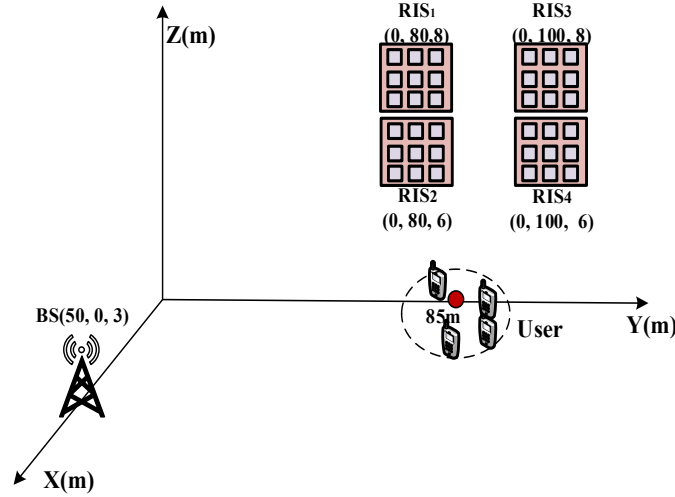 RIS1
(0, 80,8)
RIS3
(0, 100, 8)
Z(m)
RIS2
(0, 80, 6)
RIS4
(0, 100, 6)
BS(50, 0, 3)
85m
User
Y(m)
X(m)